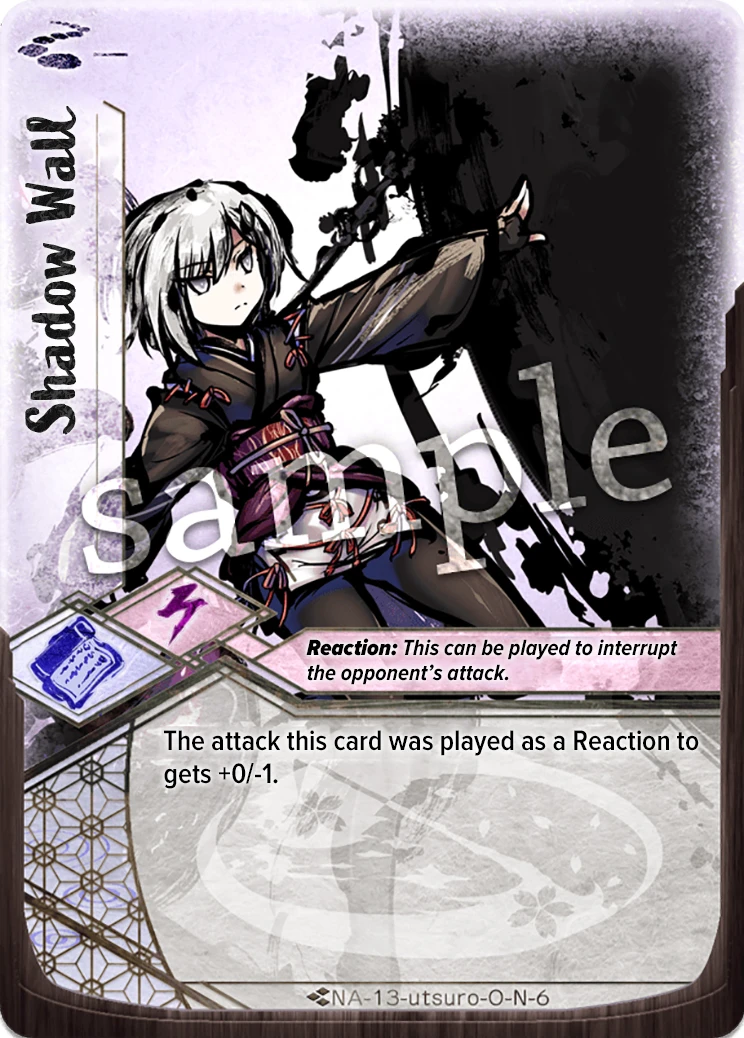 Shadow Wall
sample
Reaction: This can be played to interrupt
the opponent's attack.
The attack this card was played as a Reaction to
gets +0/-1.
NA-13-utsuro-O-N-6